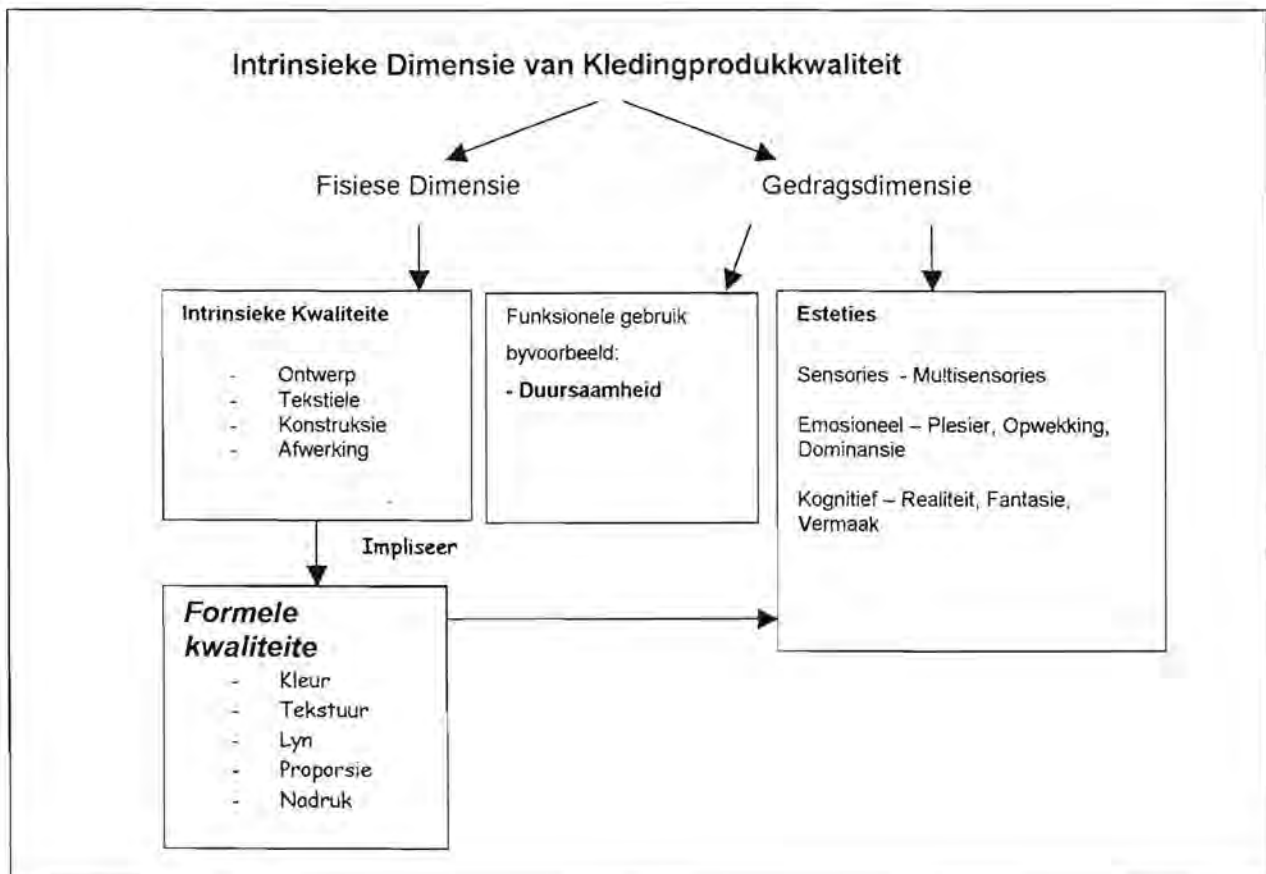 Intrinsieke Dimensie van Kledingprodukkwaliteit
Fisiese Dimensie
Gedragsdimensie
Intrinsieke Kwaliteite
- Ontwerp
- Tekstiele
- Konstruksie
- Afwerking
Funksionele gebruik
byvoorbeeld:
- Duursaamheid
Esteties
Sensories - Multisensories
Emosioneel – Plesier, Opwekking,
Dominansie
Kognitief – Realiteit, Fantasie,
Vermaak
Impliseer
Formele
kwaliteite
- Kleur
- Tekstuur
- Lyn
- Proporsie
- Nadruk